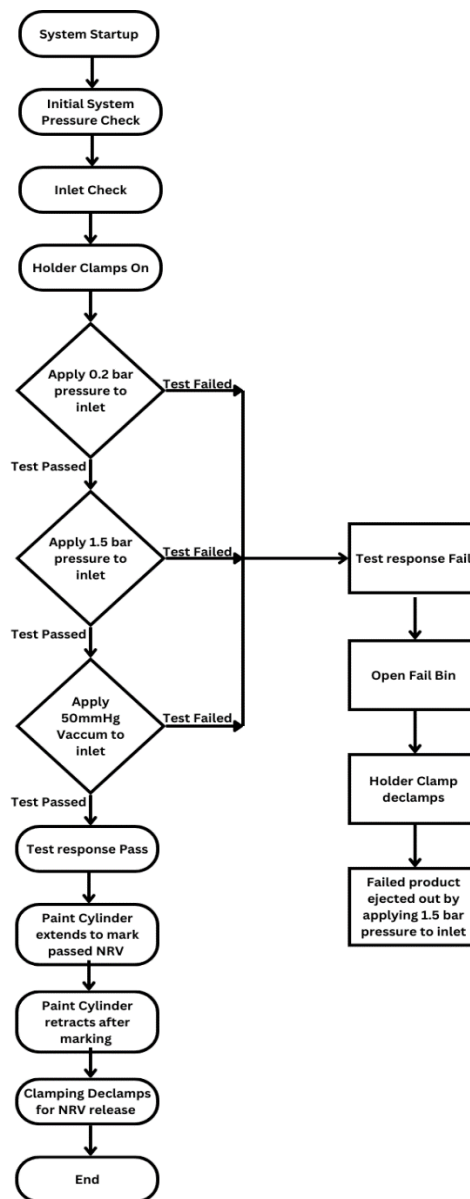 System Startup
Initial System
Pressure Check
Inlet Check
Holder Clamps On
Apply 0.2 bar
pressure to
inlet
Test Failed
Test Passed
Apply 1.5 bar
pressure to
inlet
Test Failed
Test Passed
Apply
50mmHg
Vaccum to
inlet
Test Failed
Test Passed
Test response Pass
Paint Cylinder
extends to mark
passed NRV
Paint Cylinder
retracts after
marking
Clamping Declamps
for NRV release
End
Test response Fail
Open Fail Bin
Holder Clamp
declamps
Failed product
ejected out by
applying 1.5 bar
pressure to inlet